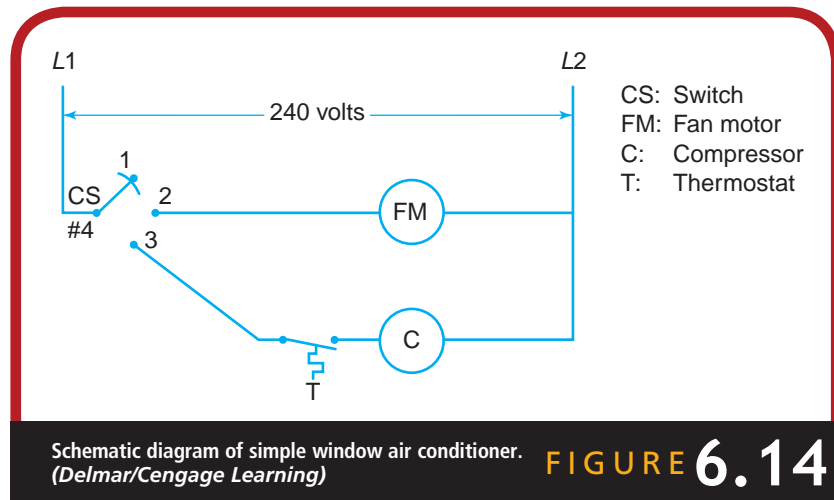 L1 L2
240 volts
CS: Switch
FM: Fan motor
C: Compressor
T: Thermostat
1
CS
2
FM
#4
3
C
T
Schematic diagram of simple window air conditioner.
(Delmar/Cengage Learning)
FIGURE 6.14